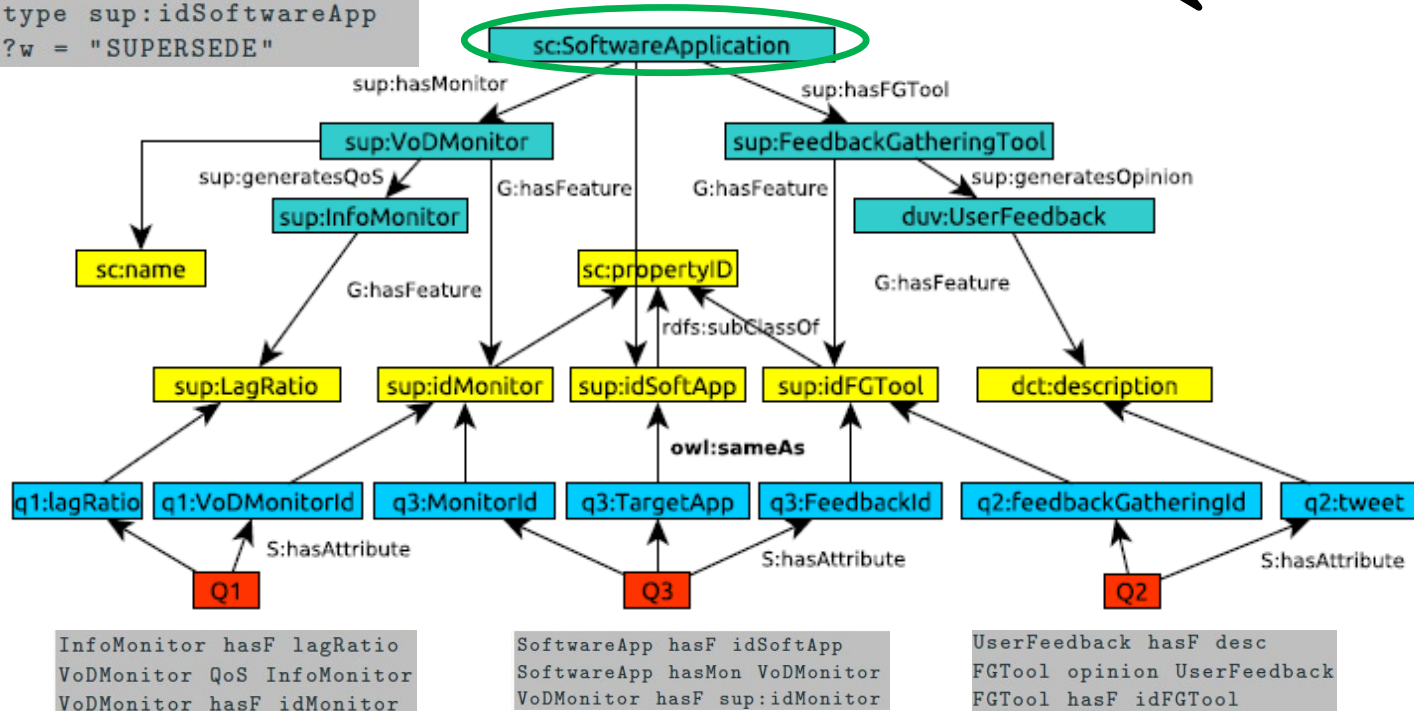 type sup:idSoftwareApp
?w = "SUPERSEDE"
sc:SoftwareApplication
sup:hasMonitor
sup:hasFGTool
sup:VoDMonitor
sup:FeedbackGatheringTool
sup:generatesQoS
G:hasFeature
G:hasFeature
sup:generatesOpinion
sup:InfoMonitor
duv:UserFeedback
sc:name
sc:propertyID
G:hasFeature
G:hasFeature
rdfs:subClassOf
sup:LagRatio
sup:idMonitor
sup:idSoftApp
sup:idFGTool
dct:description
owl:sameAs
q1:lagRatio
q1:VoDMonitorId
q3:MonitorId
q3:TargetApp
q3:FeedbackId
q2:feedbackGatheringId
q2:tweet
S:hasAttribute
S:hasAttribute
S:hasAttribute
Q1
Q3
Q2
InfoMonitor hasF lagRatio
VoDMonitor QoS InfoMonitor
VoDMonitor hasF idMonitor
SoftwareApp hasF idSoftApp
SoftwareApp hasMon VoDMonitor
VoDMonitor hasF sup:idMonitor
UserFeedback hasF desc
FGTool opinion UserFeedback
FGTool hasF idFGTool